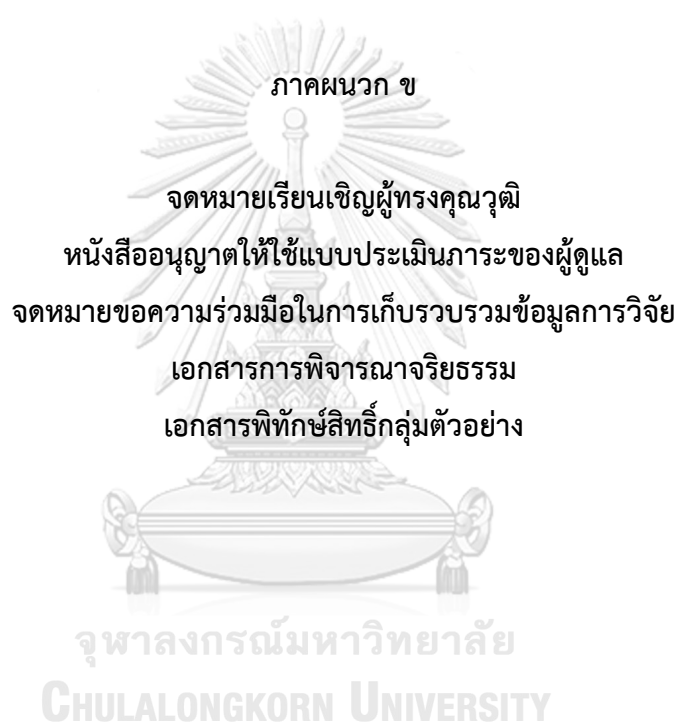 ภาคผนวก ข
จดหมายเรียนเชิญผู้ทรงคุณวุฒิ
หนังสืออนุญาตให้ใช้แบบประเมินภาระของผู้ดูแล
จดหมายขอความร่วมมือในการเก็บรวบรวมข้อมูลการวิจัย
เอกสารการพิจารณาจริยธรรม
เอกสารพิทักษ์สิทธิ์กลุ่มตัวอย่าง
จุฬาลงกรณ์มหาวิทยาลัย
CHULALONGKORN UNIVERSITY